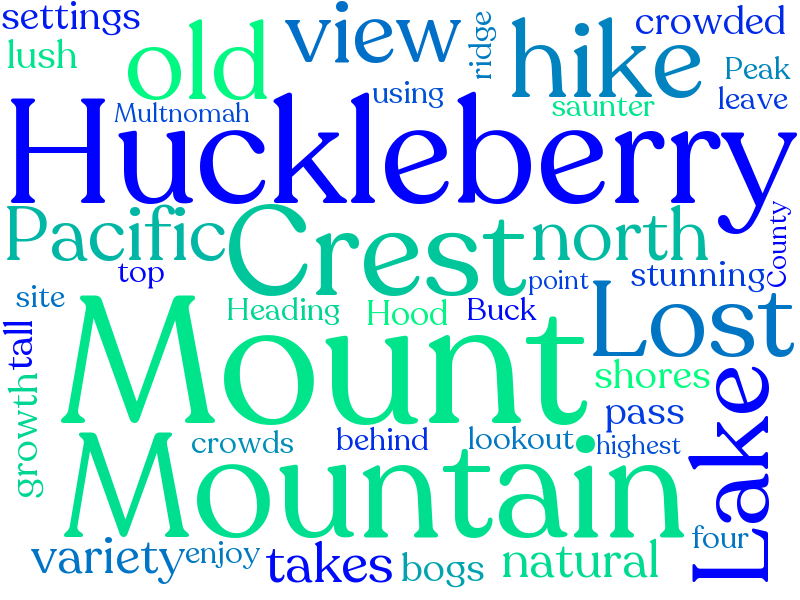 settings
view
ridge
crowded
lush
old
hike
Peak
using
leave
Multnomah
saunter
Huckleberry
Pacific
Crest
north
County
top
point
stunning
site
Heading
Hood
Buck
Lost
tall
Mount
shores
growth
pass
Lake
crowds
behind
lookout
highest
Mountain
four
variety
enjoy
takes
bogs
natural